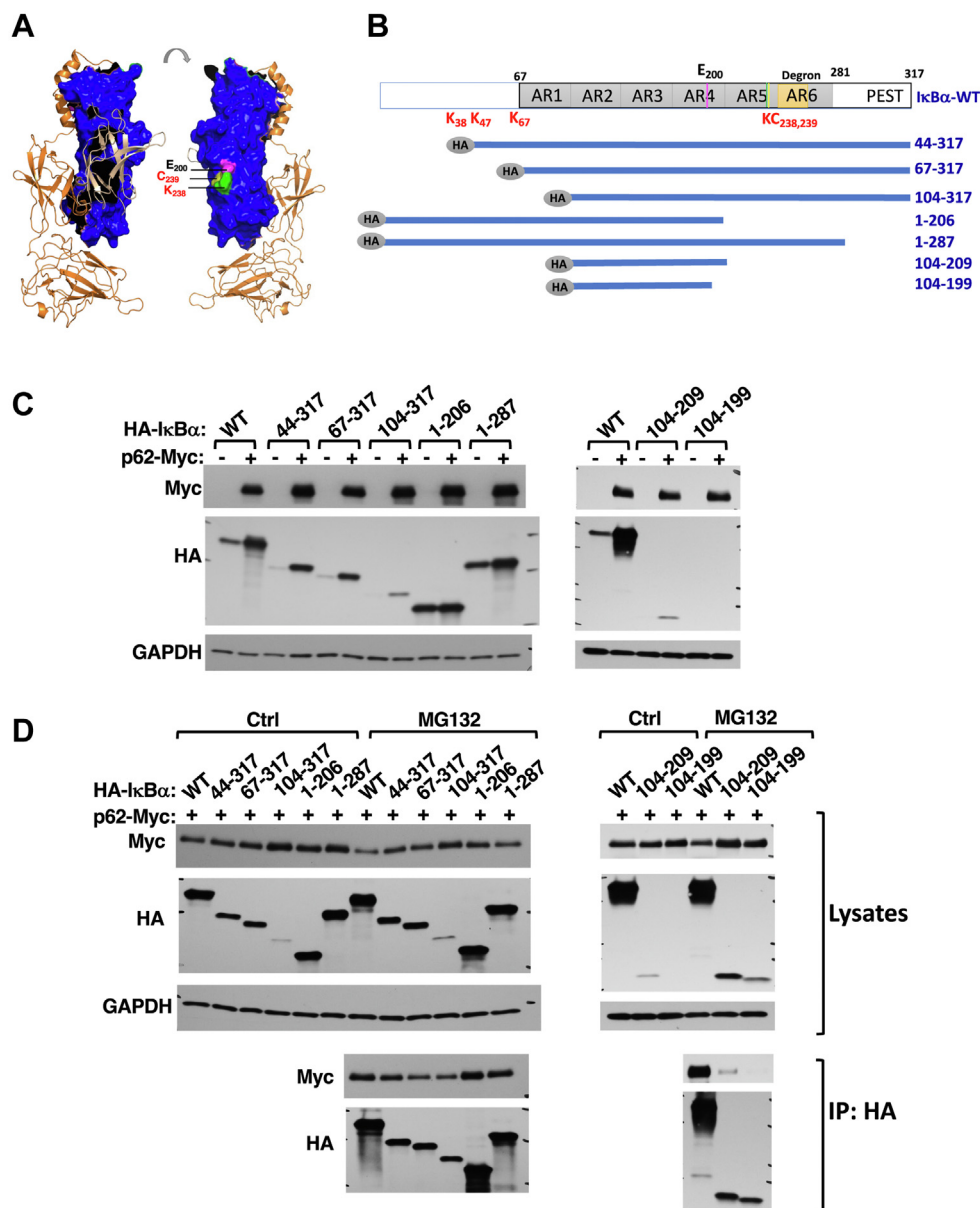 A
E200
C239
K238
B
67 E200 Degron 281 317
AR1 AR2 AR3 AR4 AR5 AR6 PEST IκBα-WT
K38 K47 K67 KC238,239
HA 44-317
HA 67-317
HA 104-317
HA 1-206
HA 1-287
HA 104-209
HA 104-199
C
HA-IκBα: WT 44-317 67-317 104-317 1-206 1-287 WT 104-209 104-199
p62-Myc: - + - + - + - + - + - + - + - + - +
Myc
HA
GAPDH
D
Ctrl MG132 Ctrl MG132
HA-IκBα: WT 44-317 67-317 104-317 1-206 1-287 WT 44-317 67-317 104-317 1-206 1-287 WT 104-209 104-199 WT 104-209 104-199
p62-Myc: + + + + + + + + + + + + + + + + + +
Myc
HA
Lysates
GAPDH
Myc
HA
IP: HA